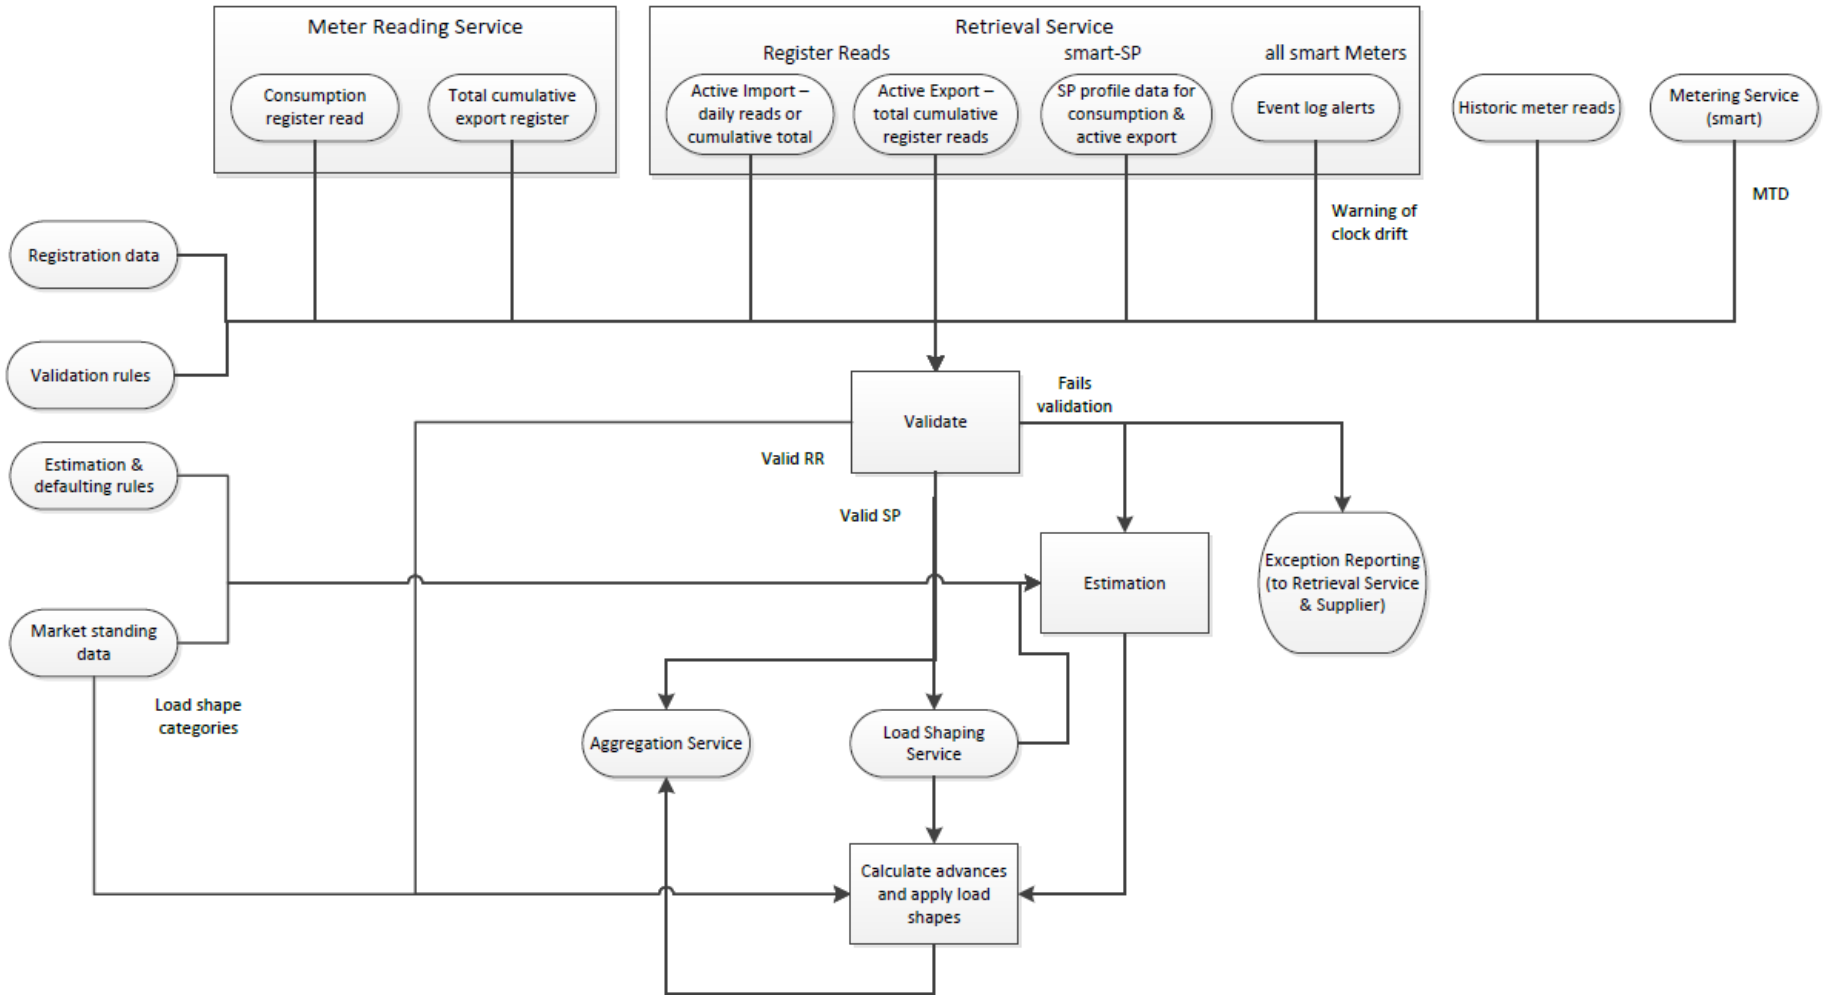 Meter Reading Service
Retrieval Service
Register Reads
smart-SP
all smart Meters
Consumption
register read
Total cumulative
export register
Active Import –
daily reads or
cumulative total
Active Export –
total cumulative
register reads
SP profile data for
consumption &
active export
Event log alerts
Historic meter reads
Metering Service
(smart)
MTD
Warning of
clock drift
Registration data
Validation rules
Fails
validation
Validate
Valid RR
Valid SP
Estimation &
defaulting rules
Estimation
Exception Reporting
(to Retrieval Service
& Supplier)
Market standing
data
Load shape
categories
Aggregation Service
Load Shaping
Service
Calculate advances
and apply load
shapes